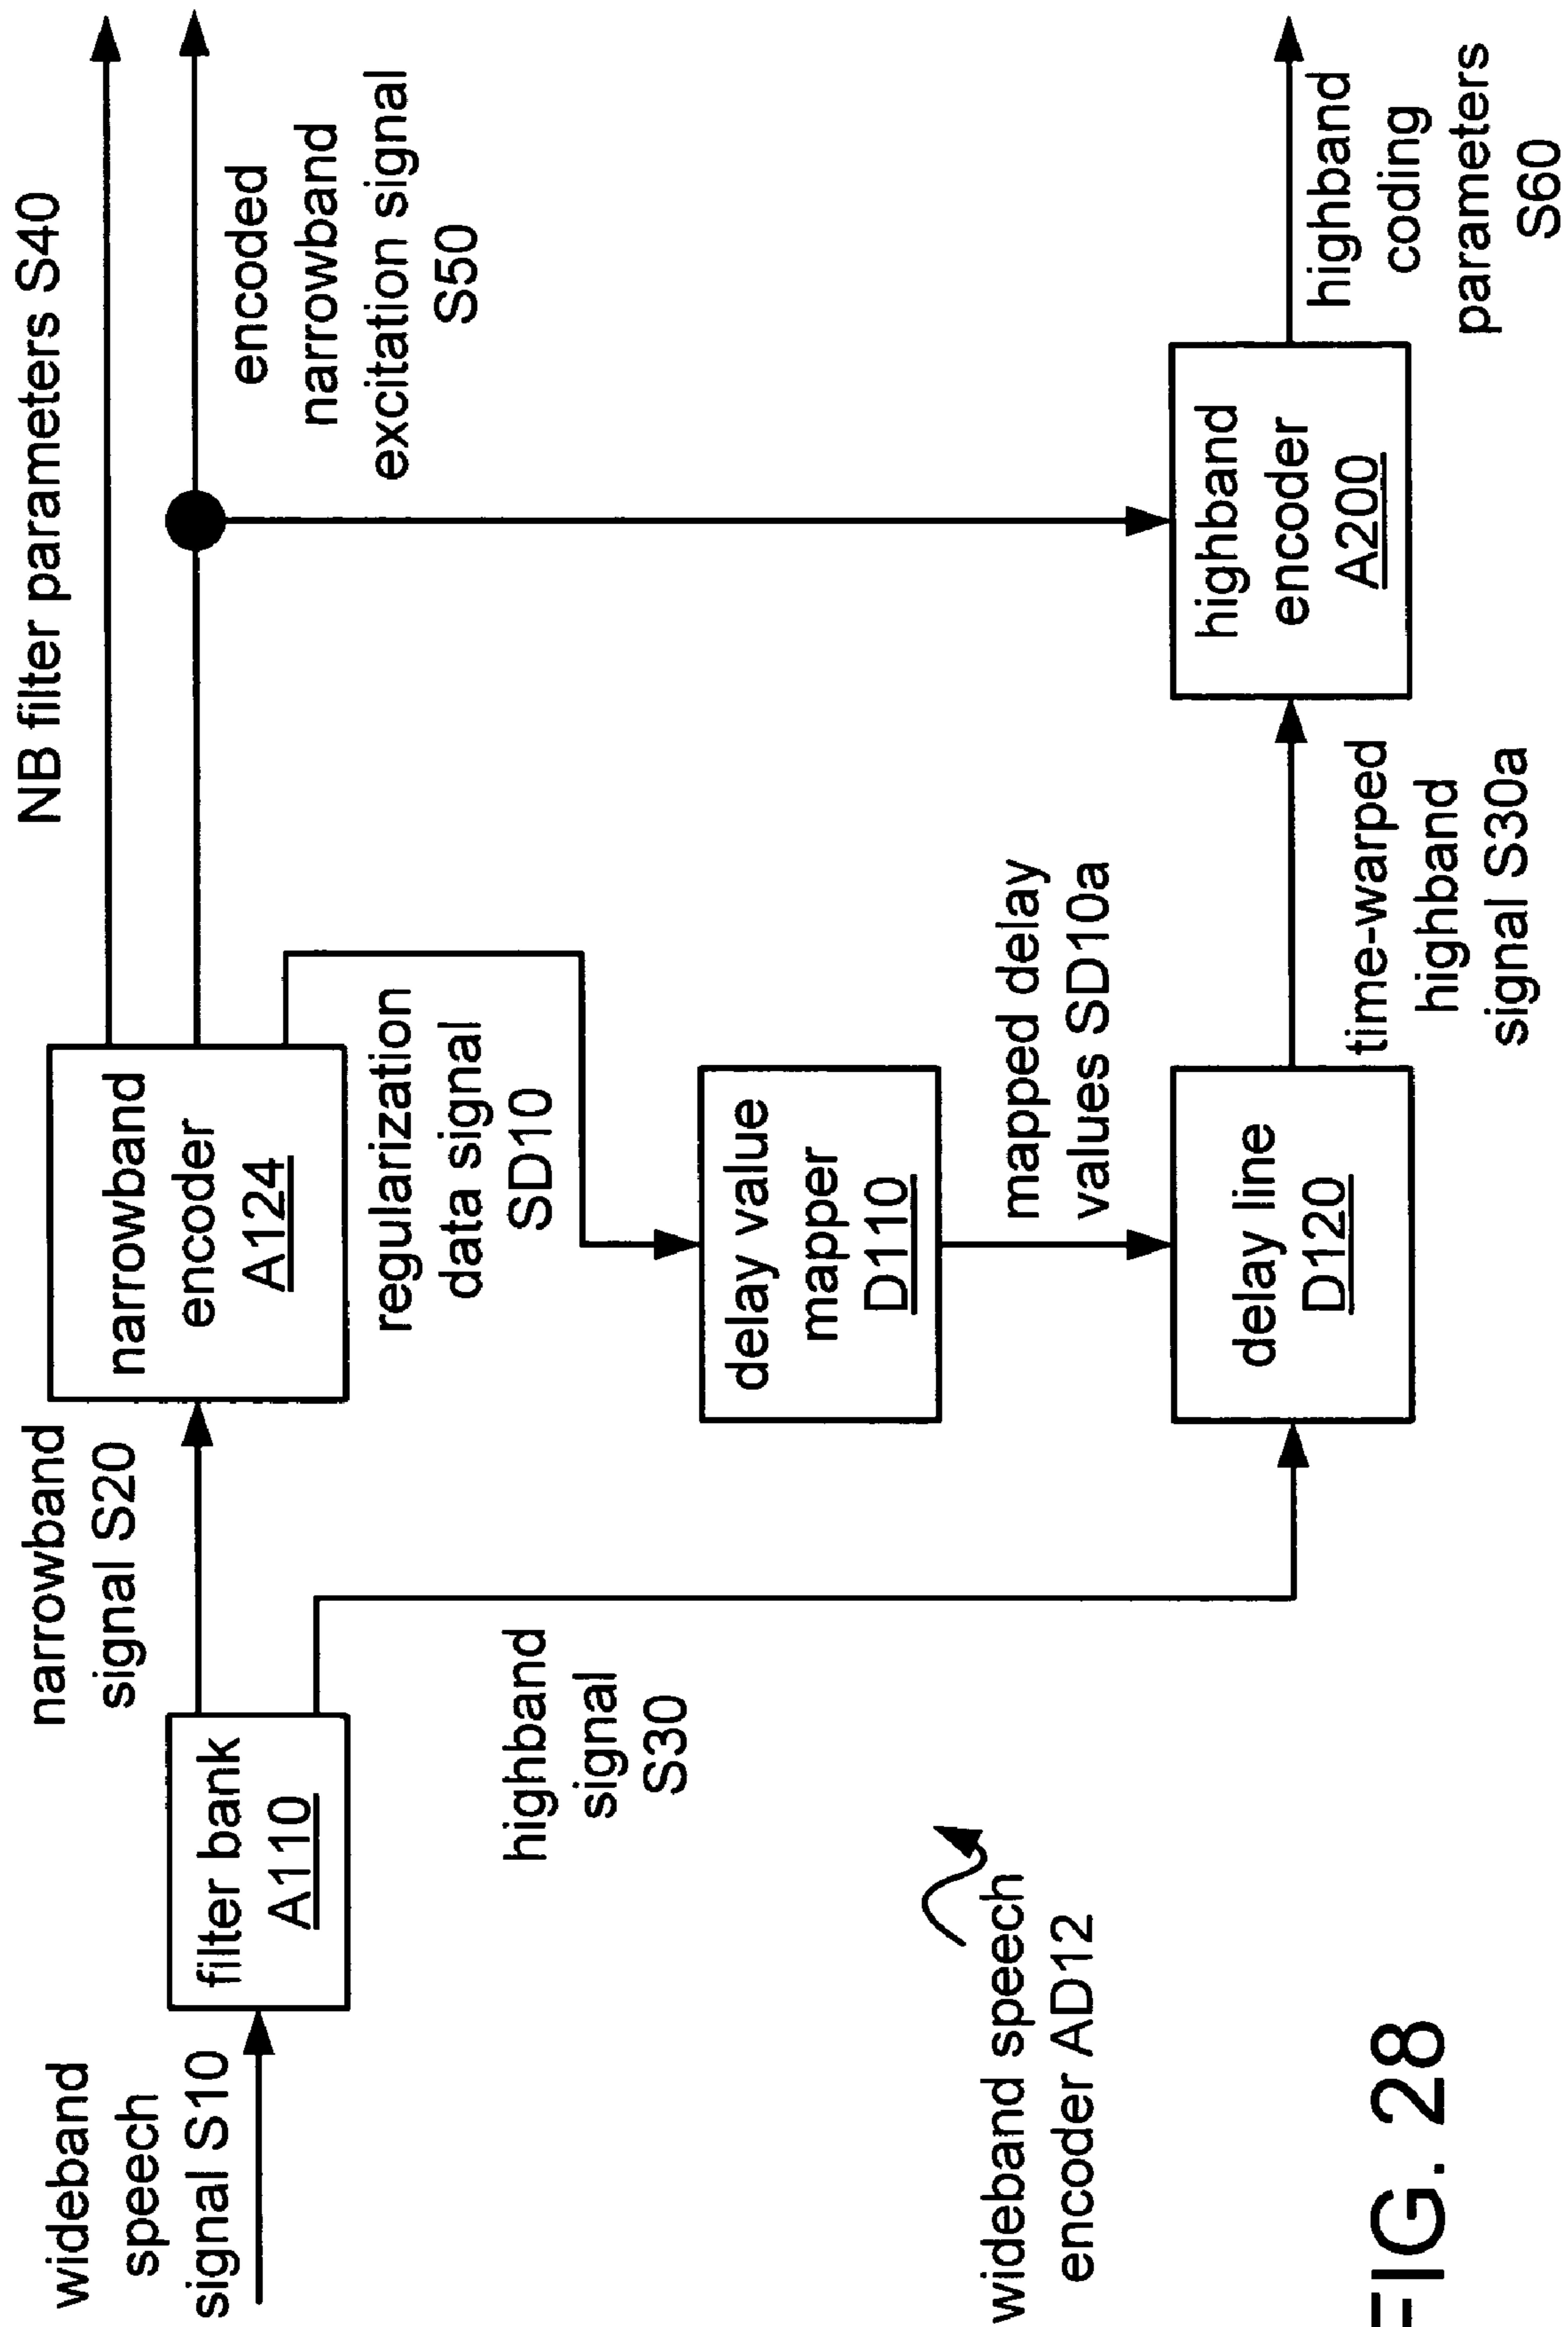 wideband
speech
signal S10
filter bank
A110
narrowband
signal S20
highband
signal
S30
narrowband
encoder
A124
NB filter parameters S40
encoded
narrowband
excitation signal
S50
regularization
data signal
SD10
delay value
mapper
D110
mapped delay
values SD10a
delay line
D120
time-warped
highband
signal S30a
highband
encoder
A200
highband
coding
parameters
S60
wideband speech
encoder AD12
FIG. 28